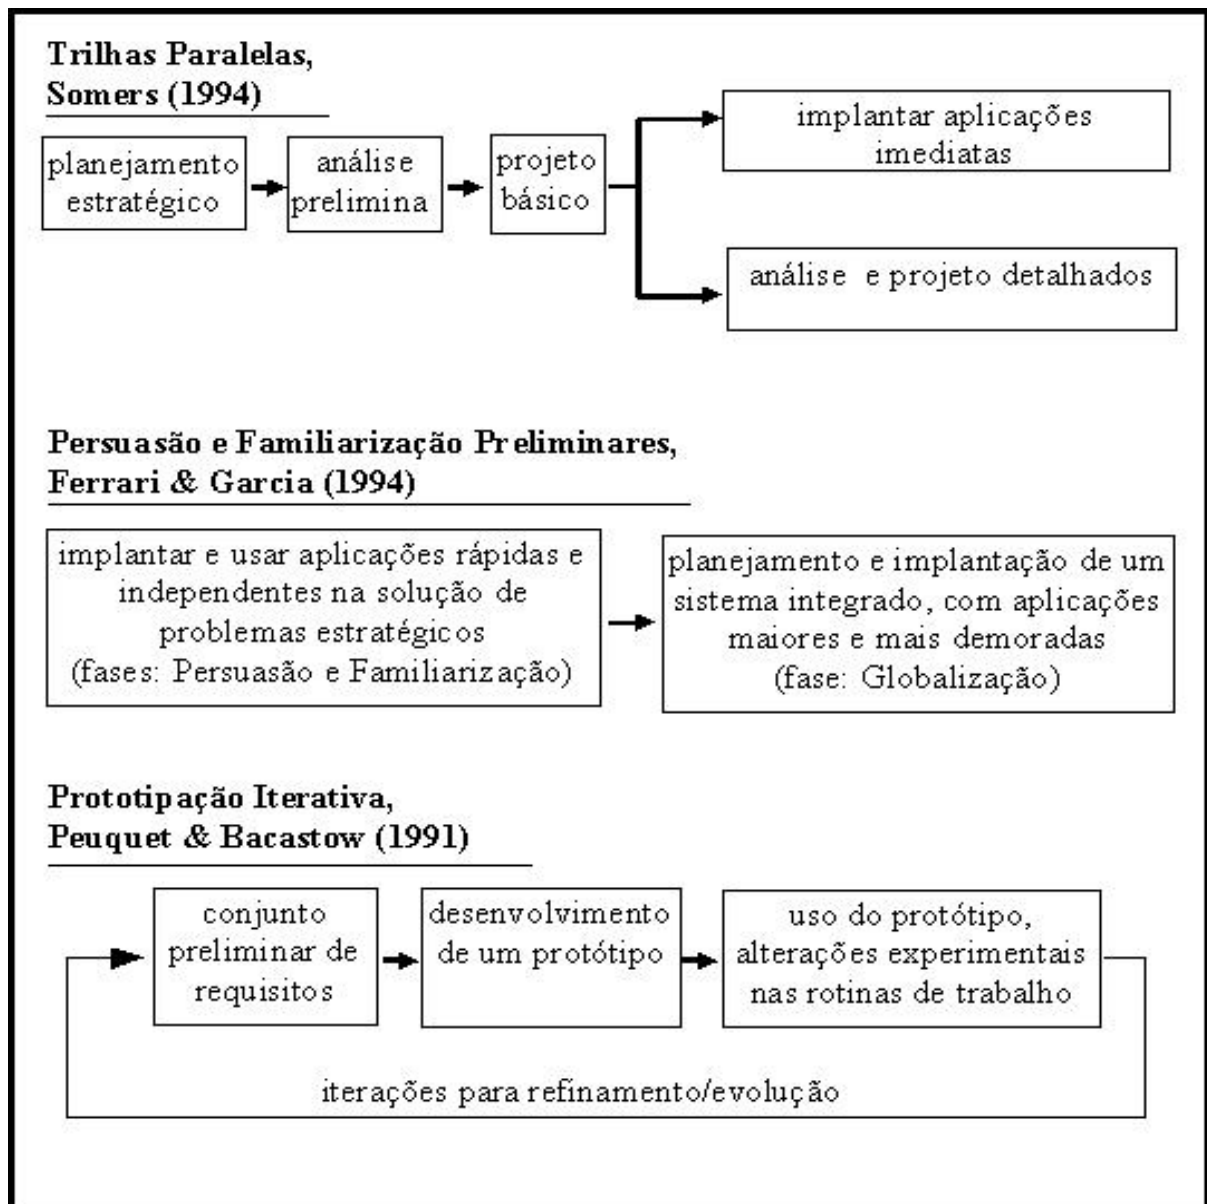 Trilhas Paralelas,
Somers (1994)
planejamento
estratégico
análise
prelimina
projeto
básico
implantar aplicações
imediatas
análise e projeto detalhados
Persuasão e Familiarização Preliminares,
Ferrari & Garcia (1994)
implantar e usar aplicações rápidas e
independentes na solução de
problemas estratégicos
(fases: Persuasão e Familiarização)
planejamento e implantação de um
sistema integrado, com aplicações
maiores e mais demoradas
(fase: Globalização)
Prototipação Iterativa,
Peuquet & Bacastow (1991)
conjunto
preliminar de
requisitos
desenvolvimento
de um protótipo
uso do protótipo,
alterações experimentais
nas rotinas de trabalho
iterações para refinamento/evolução